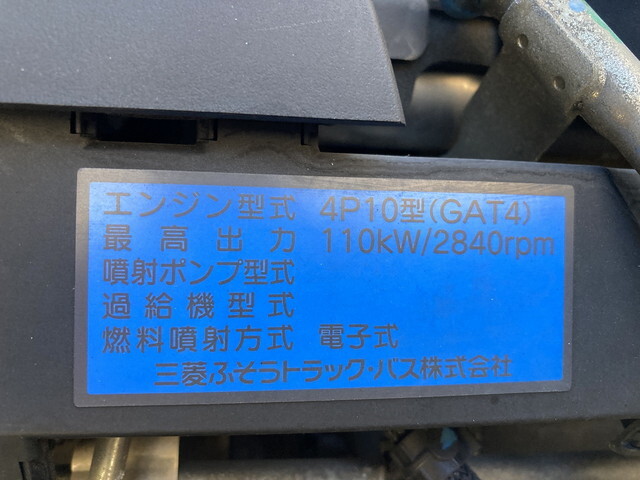 エンジン型式 4P10型(GAT4)
最高出力 110kW/2840rpm
噴射ポンプ型式
過給機型式
燃料噴射方式 電子式
三菱ふそうトラック・バス株式会社